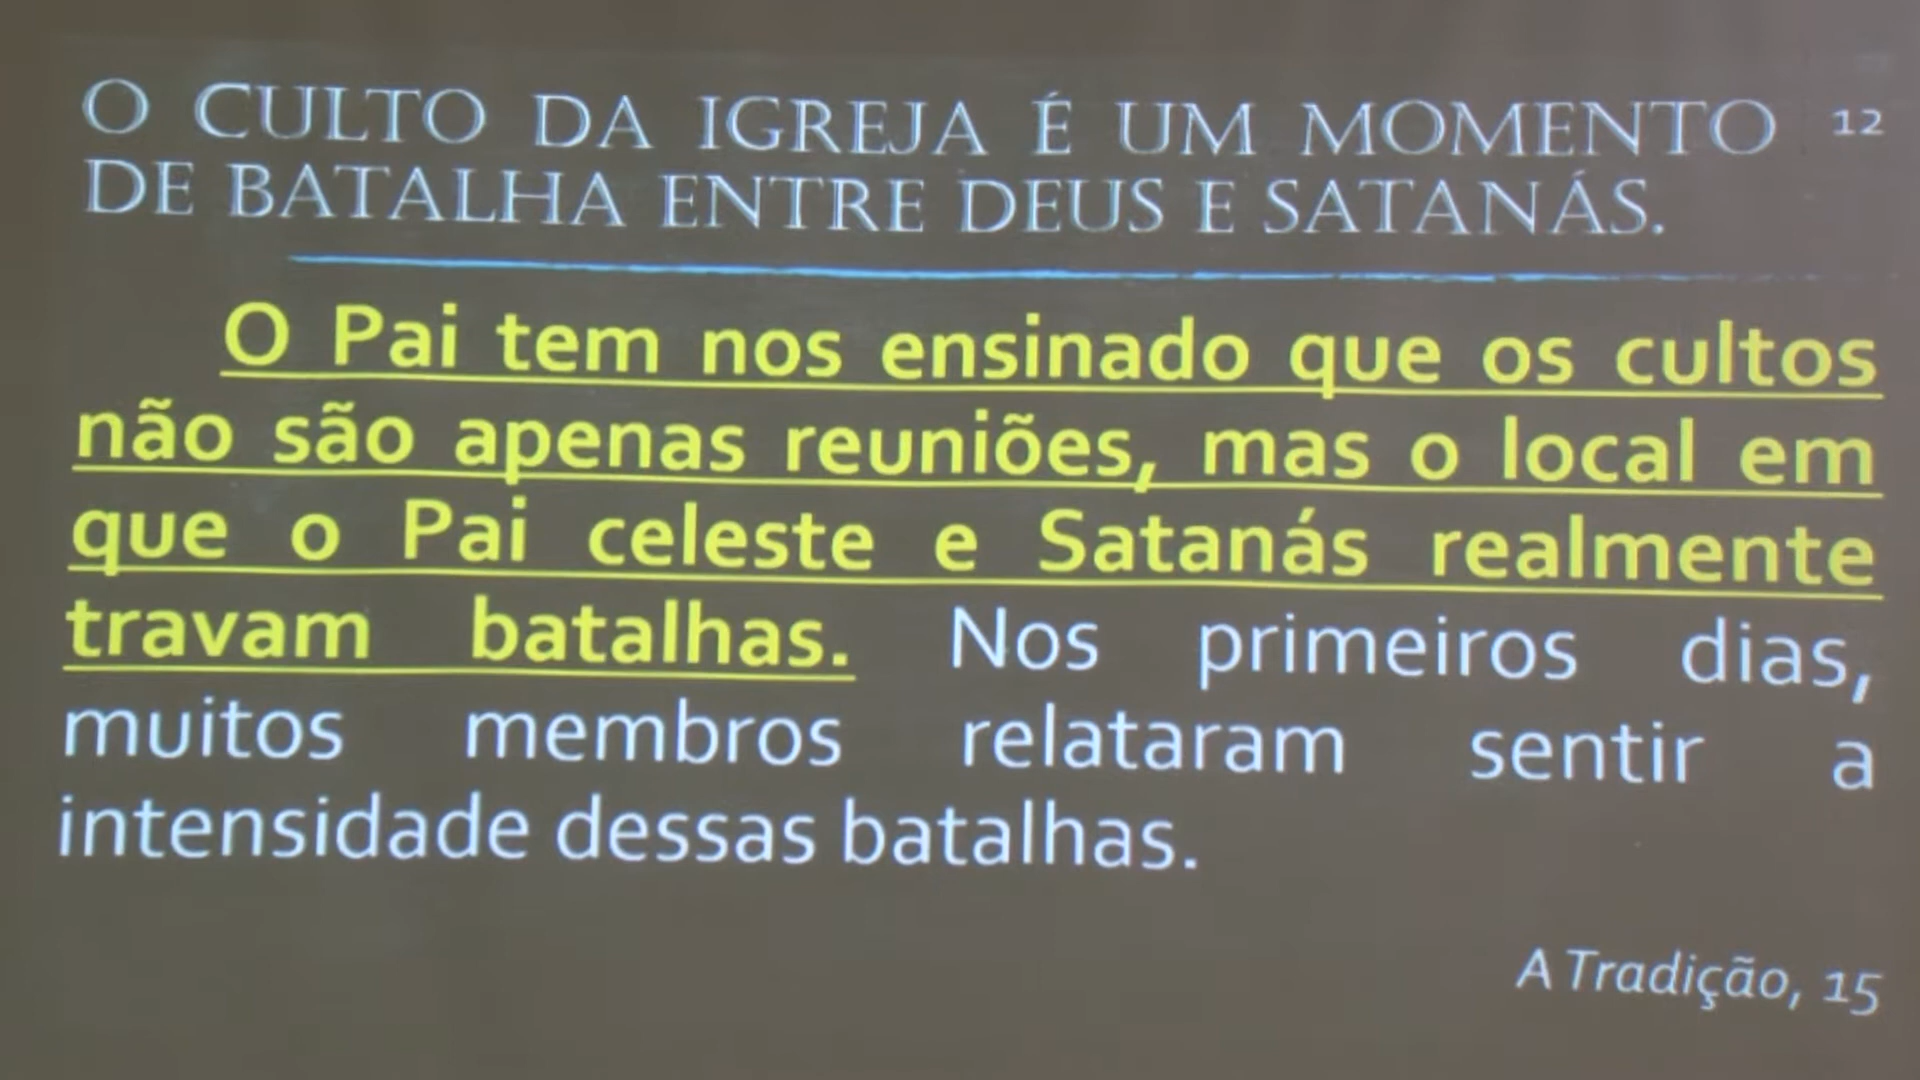 O CULTO DA IGREJA É UM MOMENTO 12
DE BATALHA ENTRE DEUS E SATANÁS.
O Pai tem nos ensinado que os cultos
não são apenas reuniões, mas o local em
que o Pai celeste e Satanás realmente
travam batalhas. Nos primeiros dias,
muitos membros relataram sentir a
intensidade dessas batalhas.
A Tradição, 15